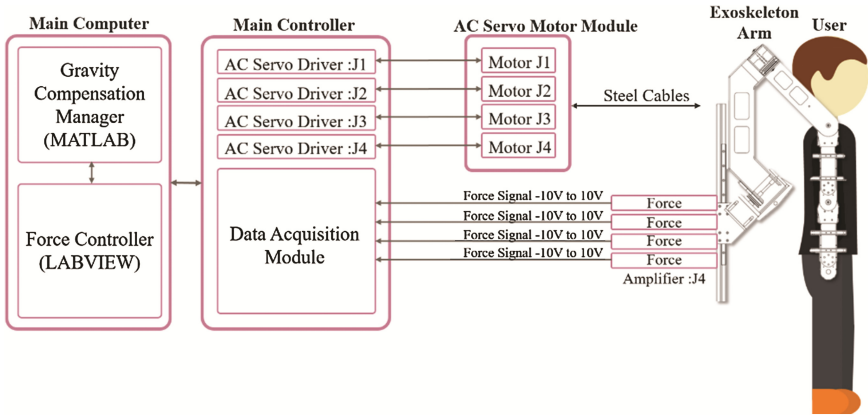 Main Computer
Gravity
Compensation
Manager
(MATLAB)
Force Controller
(LABVIEW)
Main Controller
AC Servo Driver :J1
AC Servo Driver :J2
AC Servo Driver :J3
AC Servo Driver :J4
Data Acquisition
Module
AC Servo Motor Module
Motor J1
Motor J2
Motor J3
Motor J4
Steel Cables
Force Signal -10V to 10V
Force
Force Signal -10V to 10V
Force
Force Signal -10V to 10V
Force
Force Signal -10V to 10V
Force
Amplifier :J4
Exoskeleton
Arm
User